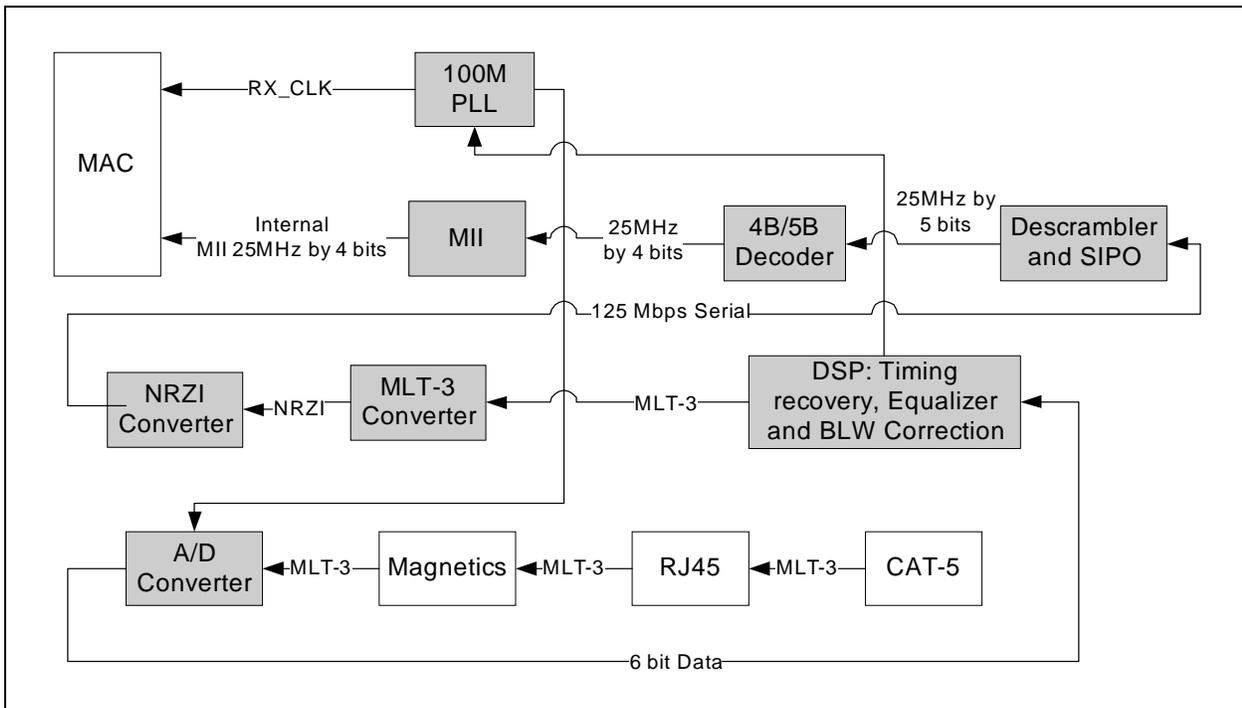 100M
PLL
RX_CLK
MAC
Internal
MII 25MHz by 4 bits
MII
25MHz
by 4 bits
4B/5B
Decoder
25MHz by
5 bits
Descrambler
and SIPO
125 Mbps Serial
NRZI
Converter
NRZI
MLT-3
Converter
MLT-3
DSP: Timing
recovery, Equalizer
and BLW Correction
A/D
Converter
MLT-3
Magnetics
MLT-3
RJ45
MLT-3
CAT-5
6 bit Data